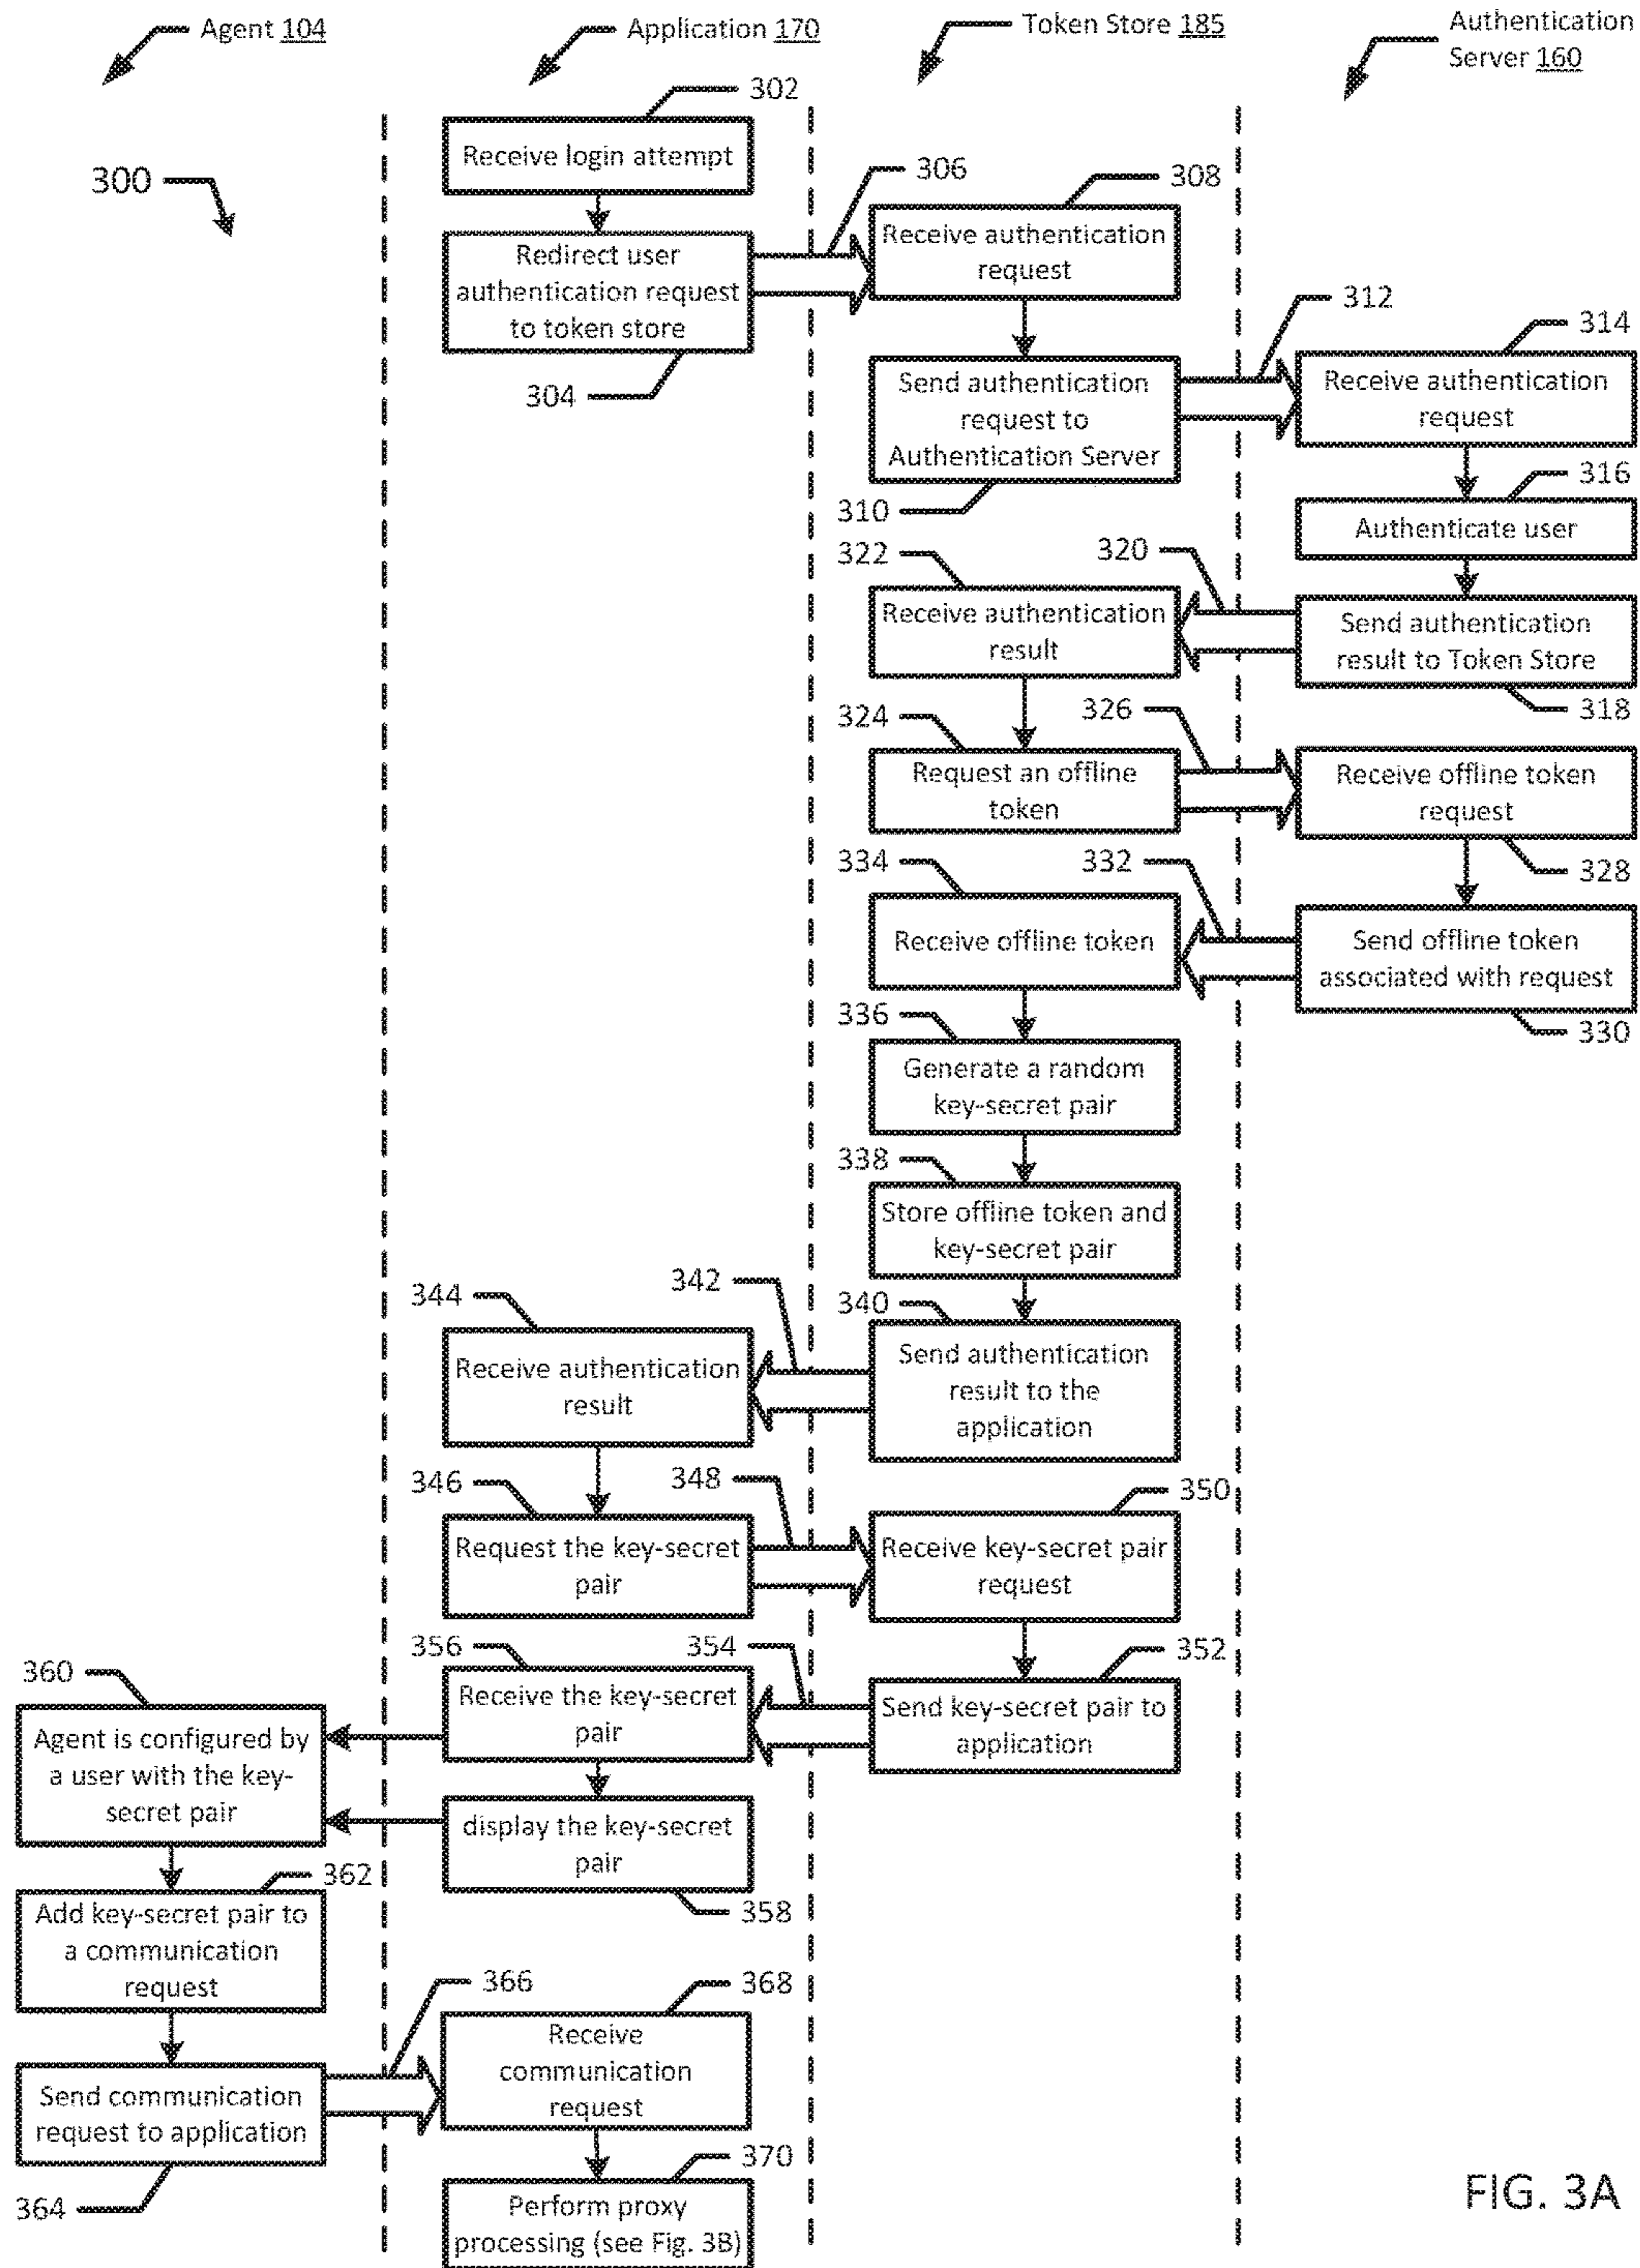 Agent 104
Application 170
Token Store 185
Authentication
Server 160
300
302
Receive login attempt
Redirect user
authentication request
to token store
304
306
308
Receive authentication
request
Send authentication
request to
Authentication Server
310
312
314
Receive authentication
request
316
Authenticate user
320
322
Receive authentication
result
Send authentication
result to Token Store
318
324
326
Request an offline
token
Receive offline token
request
328
334
332
Receive offline token
Send offline token
associated with request
330
336
Generate a random
key-secret pair
338
Store offline token and
key-secret pair
340
342
344
Receive authentication
result
Send authentication
result to the
application
346
348
350
Request the key-secret
pair
Receive key-secret pair
request
352
354
356
Receive the key-secret
pair
Send key-secret pair to
application
360
Agent is configured by
a user with the key-
secret pair
display the key-secret
pair
358
362
Add key-secret pair to
a communication
request
366
368
Receive
communication
request
Send communication
request to application
364
370
Perform proxy
processing (see Fig. 3B)
FIG. 3A